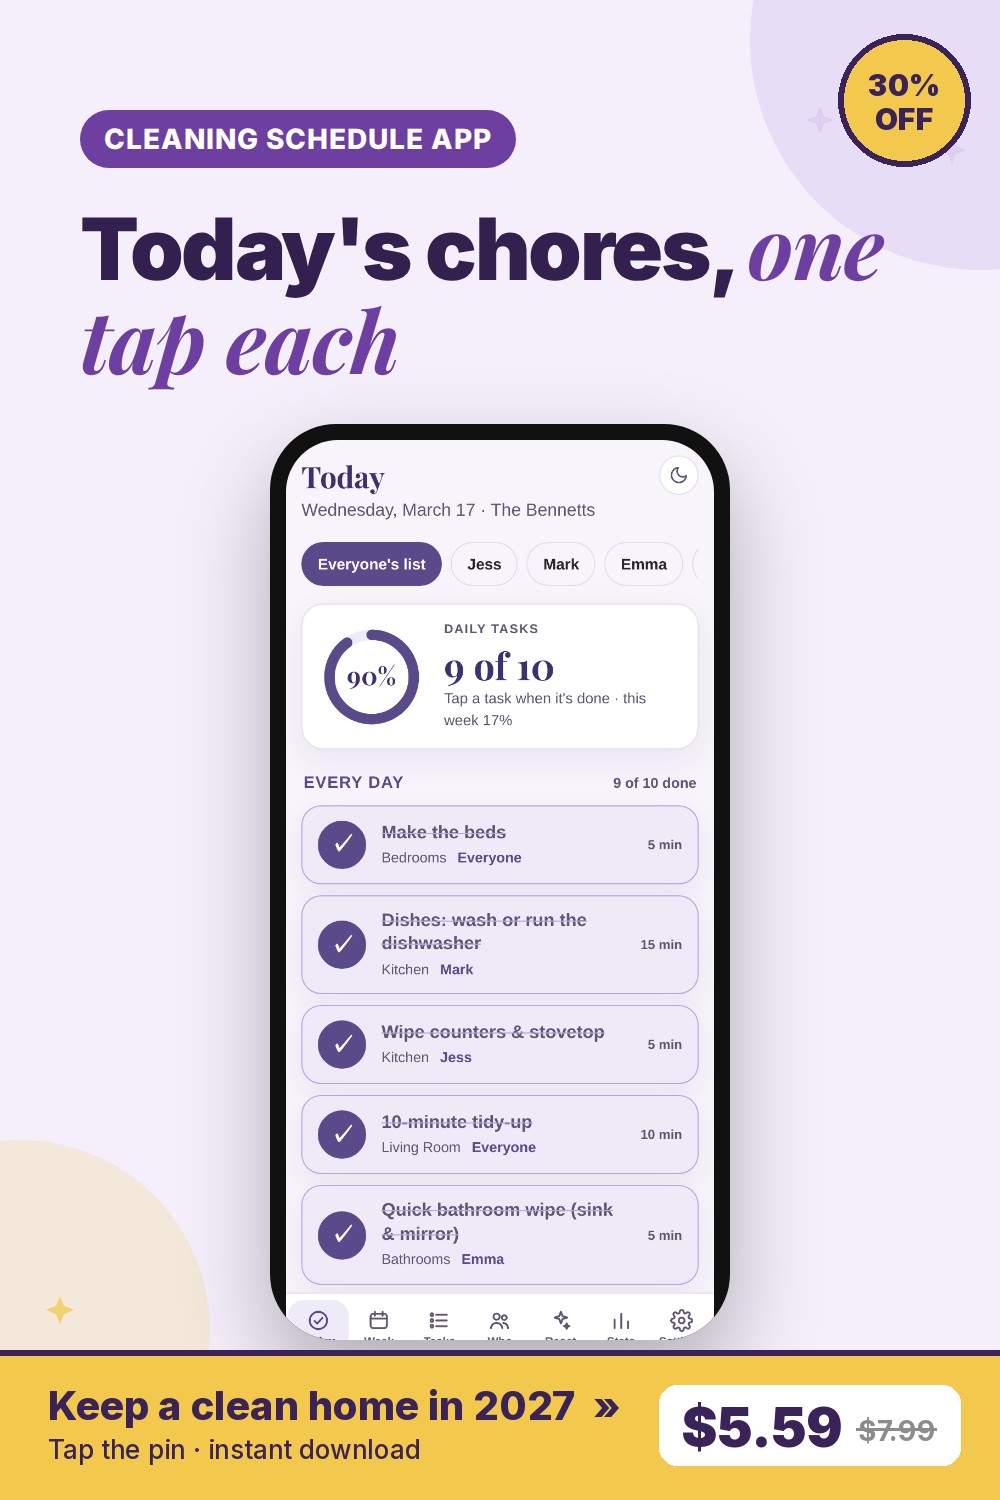 30%
OFF
CLEANING SCHEDULE APP
Today's chores, one
tap each
Today
Wednesday, March 17 · The Bennetts
Everyone's list Jess Mark Emma
DAILY TASKS
90%
9 of 10
Tap a task when it's done · this
week 17%
EVERY DAY 9 of 10 done
Make the beds
Bedrooms Everyone
5 min
Dishes: wash or run the
dishwasher
Kitchen Mark
15 min
Wipe counters & stovetop
Kitchen Jess
5 min
10-minute tidy-up
Living Room Everyone
10 min
Quick bathroom wipe (sink
& mirror)
Bathrooms Emma
5 min
Keep a clean home in 2027 »
Tap the pin · instant download
$5.59 $7.99